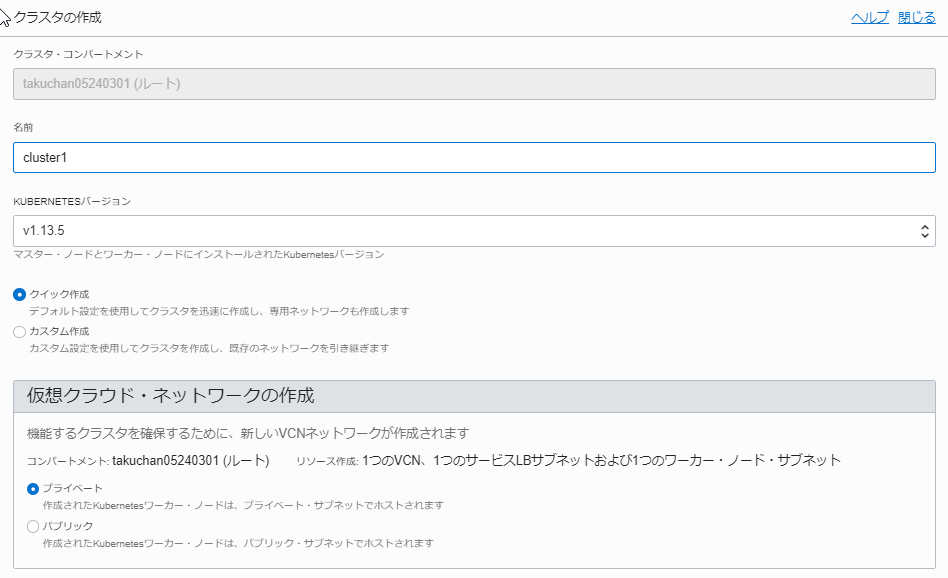 クラスタの作成
ヘルプ 閉じる
クラスタ・コンパートメント
takuchan05240301 (ルート)
名前
cluster1
KUBERNETESバージョン
v1.13.5
マスター・ノードとワーカー・ノードにインストールされたKubernetesバージョン
クイック作成
デフォルト設定を使用してクラスタを迅速に作成し、専用ネットワークも作成します
カスタム作成
カスタム設定を使用してクラスタを作成し、既存のネットワークを引き継ぎます
仮想クラウド・ネットワークの作成
機能するクラスタを確保するために、新しいVCNネットワークが作成されます
コンパートメント: takuchan05240301 (ルート) リソース作成: 1つのVCN、1つのサービスLBサブネットおよび1つのワーカー・ノード・サブネット
プライベート
作成されたKubernetesワーカー・ノードは、プライベート・サブネットでホストされます
パブリック
作成されたKubernetesワーカー・ノードは、パブリック・サブネットでホストされます